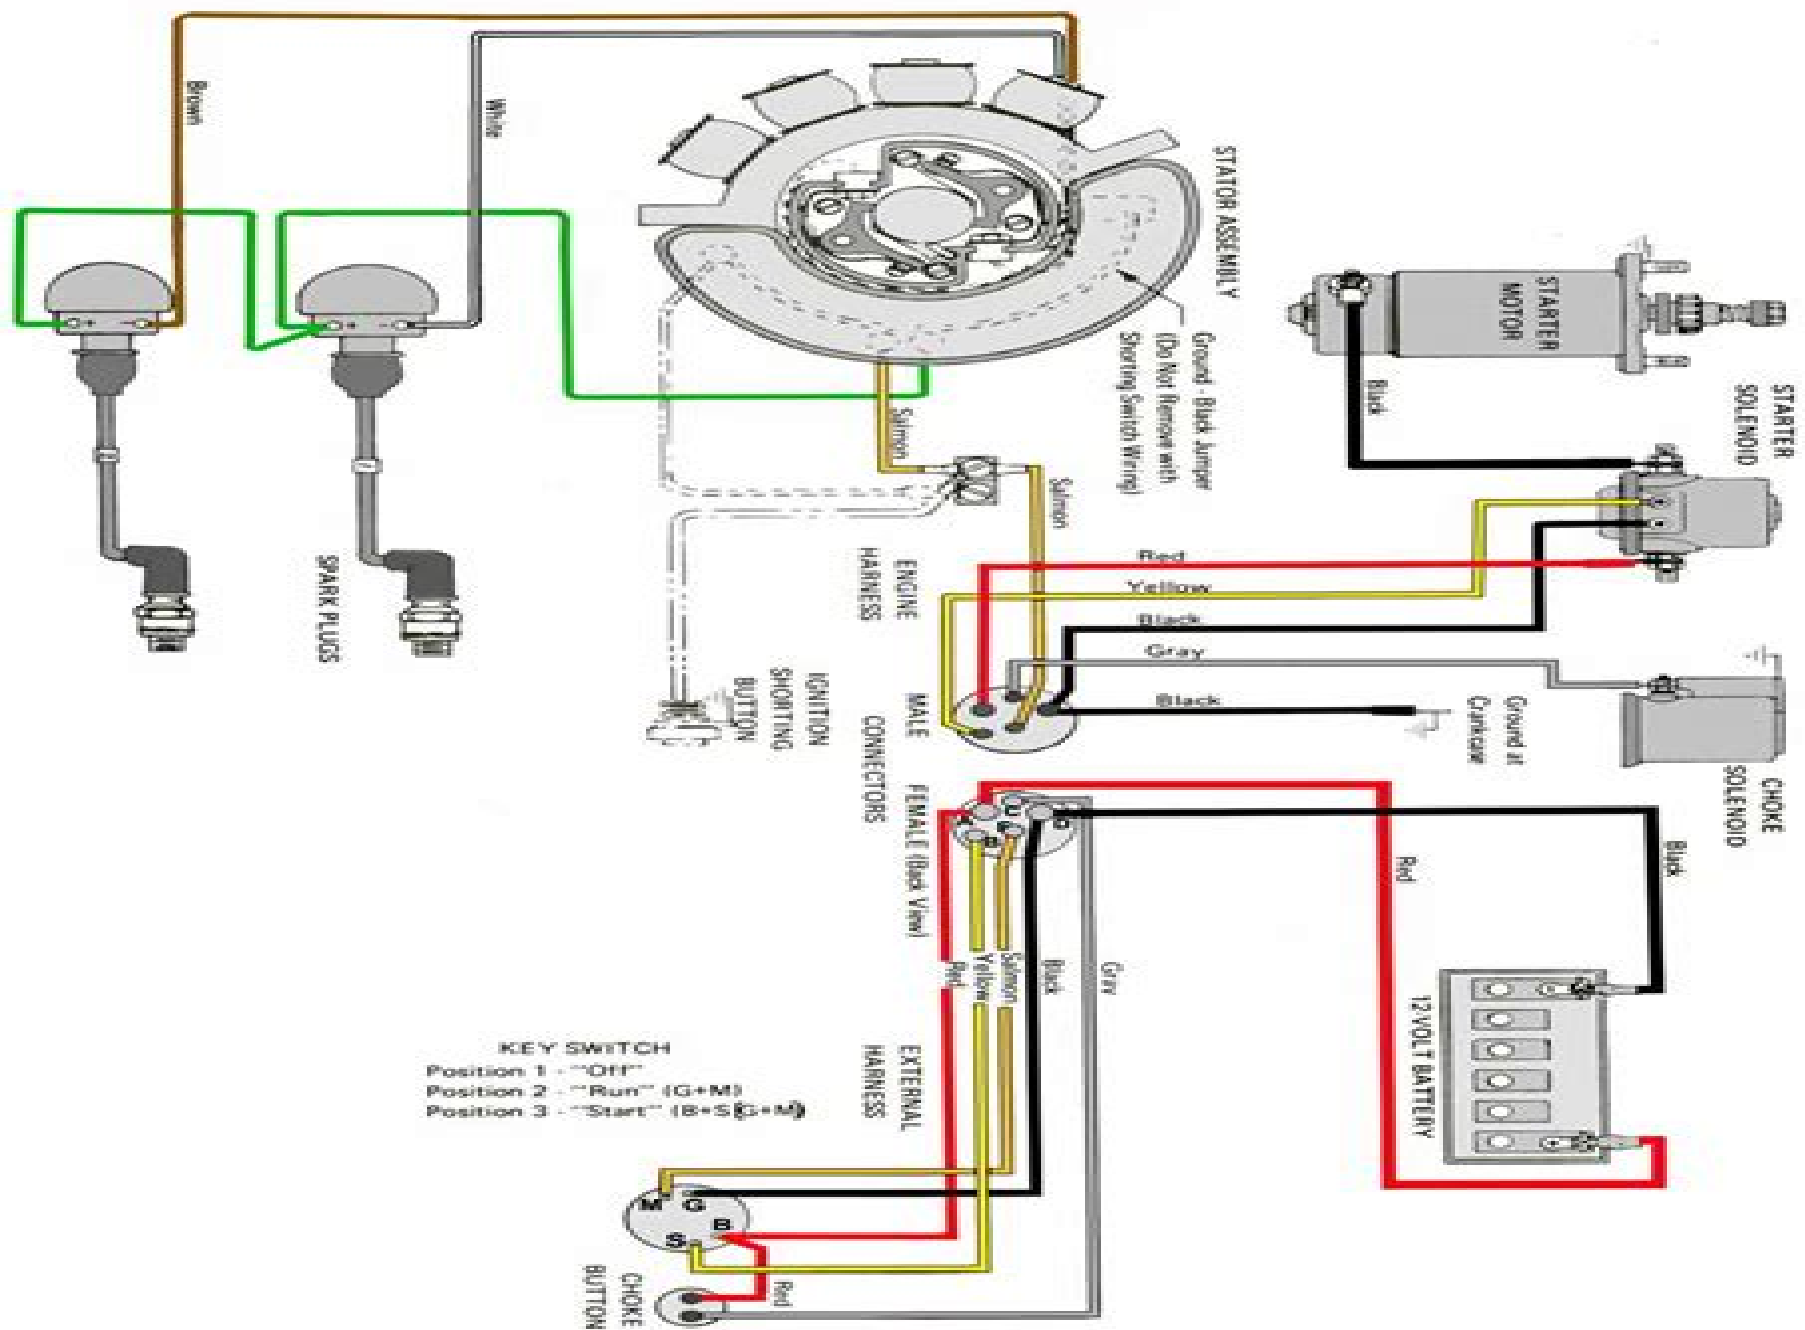 Brown
White
STATOR ASSEMBLY
Ground - Black Jumper
(Do Not Remove with
Shorting Switch Wiring)
STARTER
MOTOR
STARTER
SOLENOID
Black
Salmon
Salmon
SPARK PLUGS
ENGINE
HARNESS
Red
Yellow
Black
Gray
Black
Ground at
Crankcase
CHOKE
SOLENOID
IGNITION
SHORTING
BUTTON
MALE
CONNECTORS
FEMALE (Back View)
Red
Black
12 VOLT BATTERY
Red
Yellow
Salmon
Black
Gray
EXTERNAL
HARNESS
KEY SWITCH
Position 1 - "Off"
Position 2 - "Run" (G+M)
Position 3 - "Start" (B+S
M G
B
S
Red
CHOKE
BUTTON